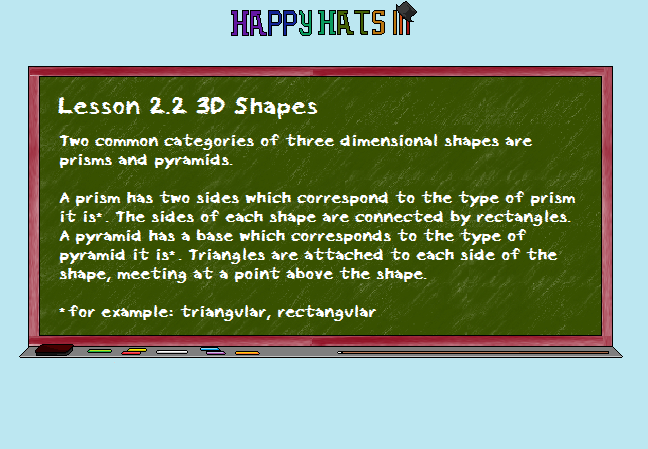 HAPPY HATS III
Lesson 2.2 3D Shapes
Two common categories of three dimensional shapes are
prisms and pyramids.
A prism has two sides which correspond to the type of prism
it is*. The sides of each shape are connected by rectangles.
A pyramid has a base which corresponds to the type of
pyramid it is*. Triangles are attached to each side of the
shape, meeting at a point above the shape.
*for example: triangular, rectangular